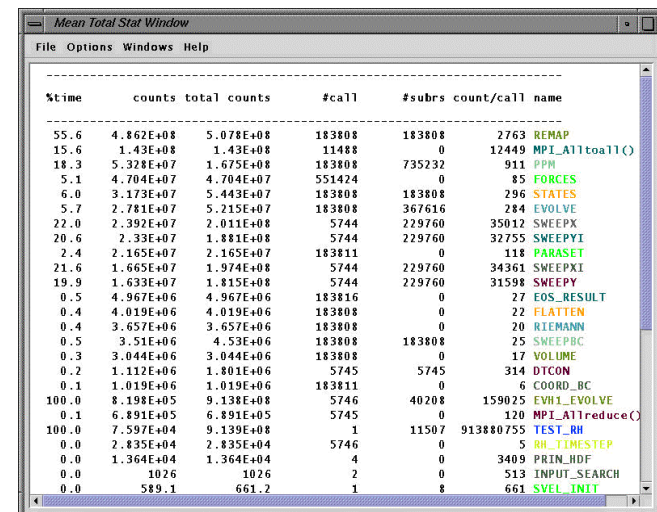 Mean Total Stat Window
File Options Windows Help
%time counts total counts #call #subrs count/call name
55.6 4.862E+08 5.078E+08 183808 183808 2763 REMAP
15.6 1.43E+08 1.43E+08 11488 0 12449 MPI_Alltoall()
18.3 5.328E+07 1.675E+08 183808 735232 911 PPM
5.1 4.704E+07 4.704E+07 551424 0 85 FORCES
6.0 3.173E+07 5.443E+07 183808 183808 296 STATES
5.7 2.781E+07 5.215E+07 183808 367616 284 EVOLVE
22.0 2.392E+07 2.011E+08 5744 229760 35012 SWEEPX
20.6 2.33E+07 1.881E+08 5744 229760 32755 SWEEPYI
2.4 2.165E+07 2.165E+07 183811 0 118 PARASET
21.6 1.665E+07 1.974E+08 5744 229760 34361 SWEEPXI
19.9 1.633E+07 1.815E+08 5744 229760 31598 SWEEPY
0.5 4.967E+06 4.967E+06 183816 0 27 EOS_RESULT
0.4 4.019E+06 4.019E+06 183808 0 22 FLATTEN
0.4 3.657E+06 3.657E+06 183808 0 20 RIEMANN
0.5 3.51E+06 4.53E+06 183808 183808 25 SWEEPBC
0.3 3.044E+06 3.044E+06 183808 0 17 VOLUME
0.2 1.112E+06 1.801E+06 5745 5745 314 DTCON
0.1 1.019E+06 1.019E+06 183811 0 6 COORD_BC
100.0 8.198E+05 9.138E+08 5746 40208 159025 EVH1_EVOLVE
0.1 6.891E+05 6.891E+05 5745 0 120 MPI_Allreduce()
100.0 7.597E+04 9.139E+08 1 11507 913880755 TEST_RH
0.0 2.835E+04 2.835E+04 5746 0 5 RH_TIMESTEP
0.0 1.364E+04 1.364E+04 4 0 3409 PRIN_HDF
0.0 1026 1026 2 0 513 INPUT_SEARCH
0.0 589.1 661.2 1 8 661 SVEL_INIT